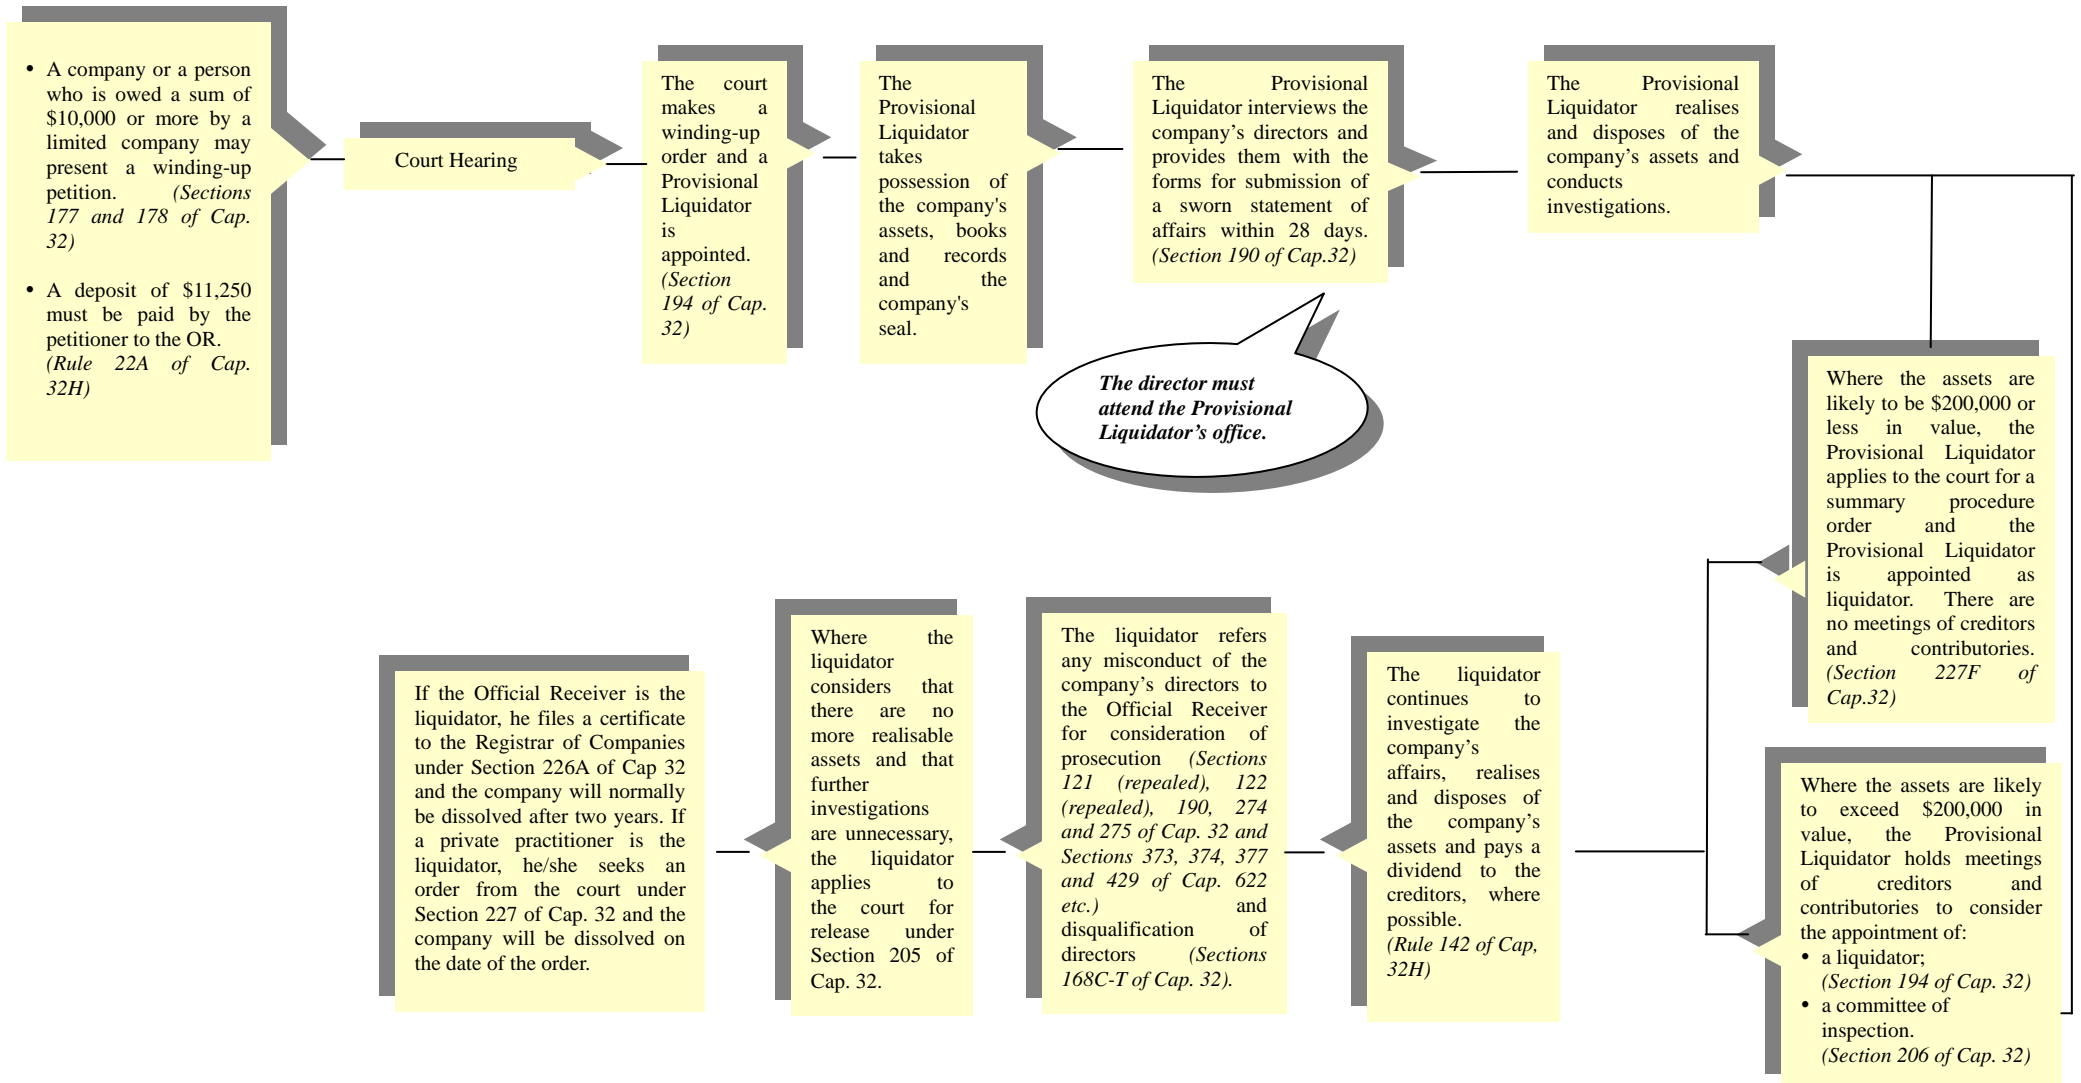 • A company or a person
who is owed a sum of
$10,000 or more by a
limited company may
present a winding-up
petition. (Sections
177 and 178 of Cap.
32)
• A deposit of $11,250
must be paid by the
petitioner to the OR.
(Rule 22A of Cap.
32H)
Court Hearing
The court
makes a
winding-up
order and a
Provisional
Liquidator
is
appointed.
(Section
194 of Cap.
32)
The
Provisional
Liquidator
takes
possession of
the company's
assets, books
and records
and the
company's
seal.
The Provisional
Liquidator interviews the
company’s directors and
provides them with the
forms for submission of
a sworn statement of
affairs within 28 days.
(Section 190 of Cap.32)
The director must
attend the Provisional
Liquidator’s office.
The Provisional
Liquidator realises
and disposes of the
company’s assets and
conducts
investigations.
Where the assets are
likely to be $200,000 or
less in value, the
Provisional Liquidator
applies to the court for a
summary procedure
order and the
Provisional Liquidator
is appointed as
liquidator. There are
no meetings of creditors
and contributories.
(Section 227F of
Cap.32)
Where the assets are likely
to exceed $200,000 in
value, the Provisional
Liquidator holds meetings
of creditors and
contributories to consider
the appointment of:
• a liquidator;
(Section 194 of Cap. 32)
• a committee of
inspection.
(Section 206 of Cap. 32)
The liquidator
continues to
investigate the
company’s
affairs, realises
and disposes of
the company’s
assets and pays a
dividend to the
creditors, where
possible.
(Rule 142 of Cap,
32H)
The liquidator refers
any misconduct of the
company’s directors to
the Official Receiver
for consideration of
prosecution (Sections
121 (repealed), 122
(repealed), 190, 274
and 275 of Cap. 32 and
Sections 373, 374, 377
and 429 of Cap. 622
etc.) and
disqualification of
directors (Sections
168C-T of Cap. 32).
Where the
liquidator
considers that
there are no
more realisable
assets and that
further
investigations
are unnecessary,
the liquidator
applies to
the court for
release under
Section 205 of
Cap. 32.
If the Official Receiver is the
liquidator, he files a certificate
to the Registrar of Companies
under Section 226A of Cap 32
and the company will normally
be dissolved after two years. If
a private practitioner is the
liquidator, he/she seeks an
order from the court under
Section 227 of Cap. 32 and the
company will be dissolved on
the date of the order.